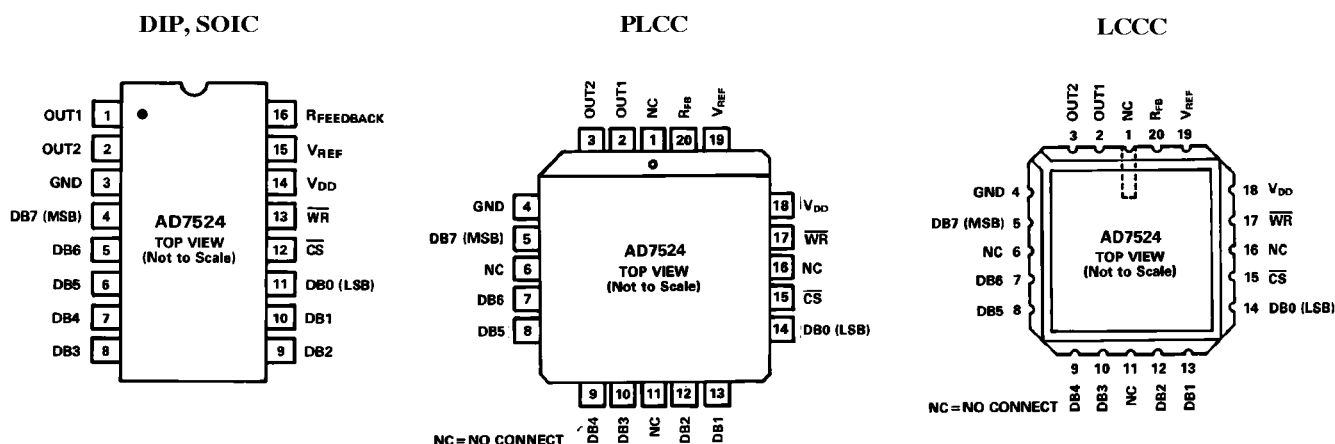 DIP, SOIC
OUT1 1
OUT2 2
GND 3
DB7 (MSB) 4
DB6 5
DB5 6
DB4 7
DB3 8
16 RFEEDBACK
15 VREF
14 VDD
13 WR
12 CS
11 DB0 (LSB)
10 DB1
9 DB2
AD7524
TOP VIEW
(Not to Scale)
PLCC
OUT2 OUT1 NC RFB VREF
3 2 1 20 19
GND 4
DB7 (MSB) 5
NC 6
DB6 7
DB5 8
18 VDD
17 WR
16 NC
15 CS
14 DB0 (LSB)
AD7524
TOP VIEW
(Not to Scale)
9 10 11 12 13
DB4 DB3 NC DB2 DB1
NC = NO CONNECT
LCCC
OUT2 OUT1 NC RFB VREF
3 2 1 20 19
GND 4
DB7 (MSB) 5
NC 6
DB6 7
DB5 8
18 VDD
17 WR
16 NC
15 CS
14 DB0 (LSB)
AD7524
TOP VIEW
(Not to Scale)
9 10 11 12 13
DB4 DB3 NC DB2 DB1
NC = NO CONNECT